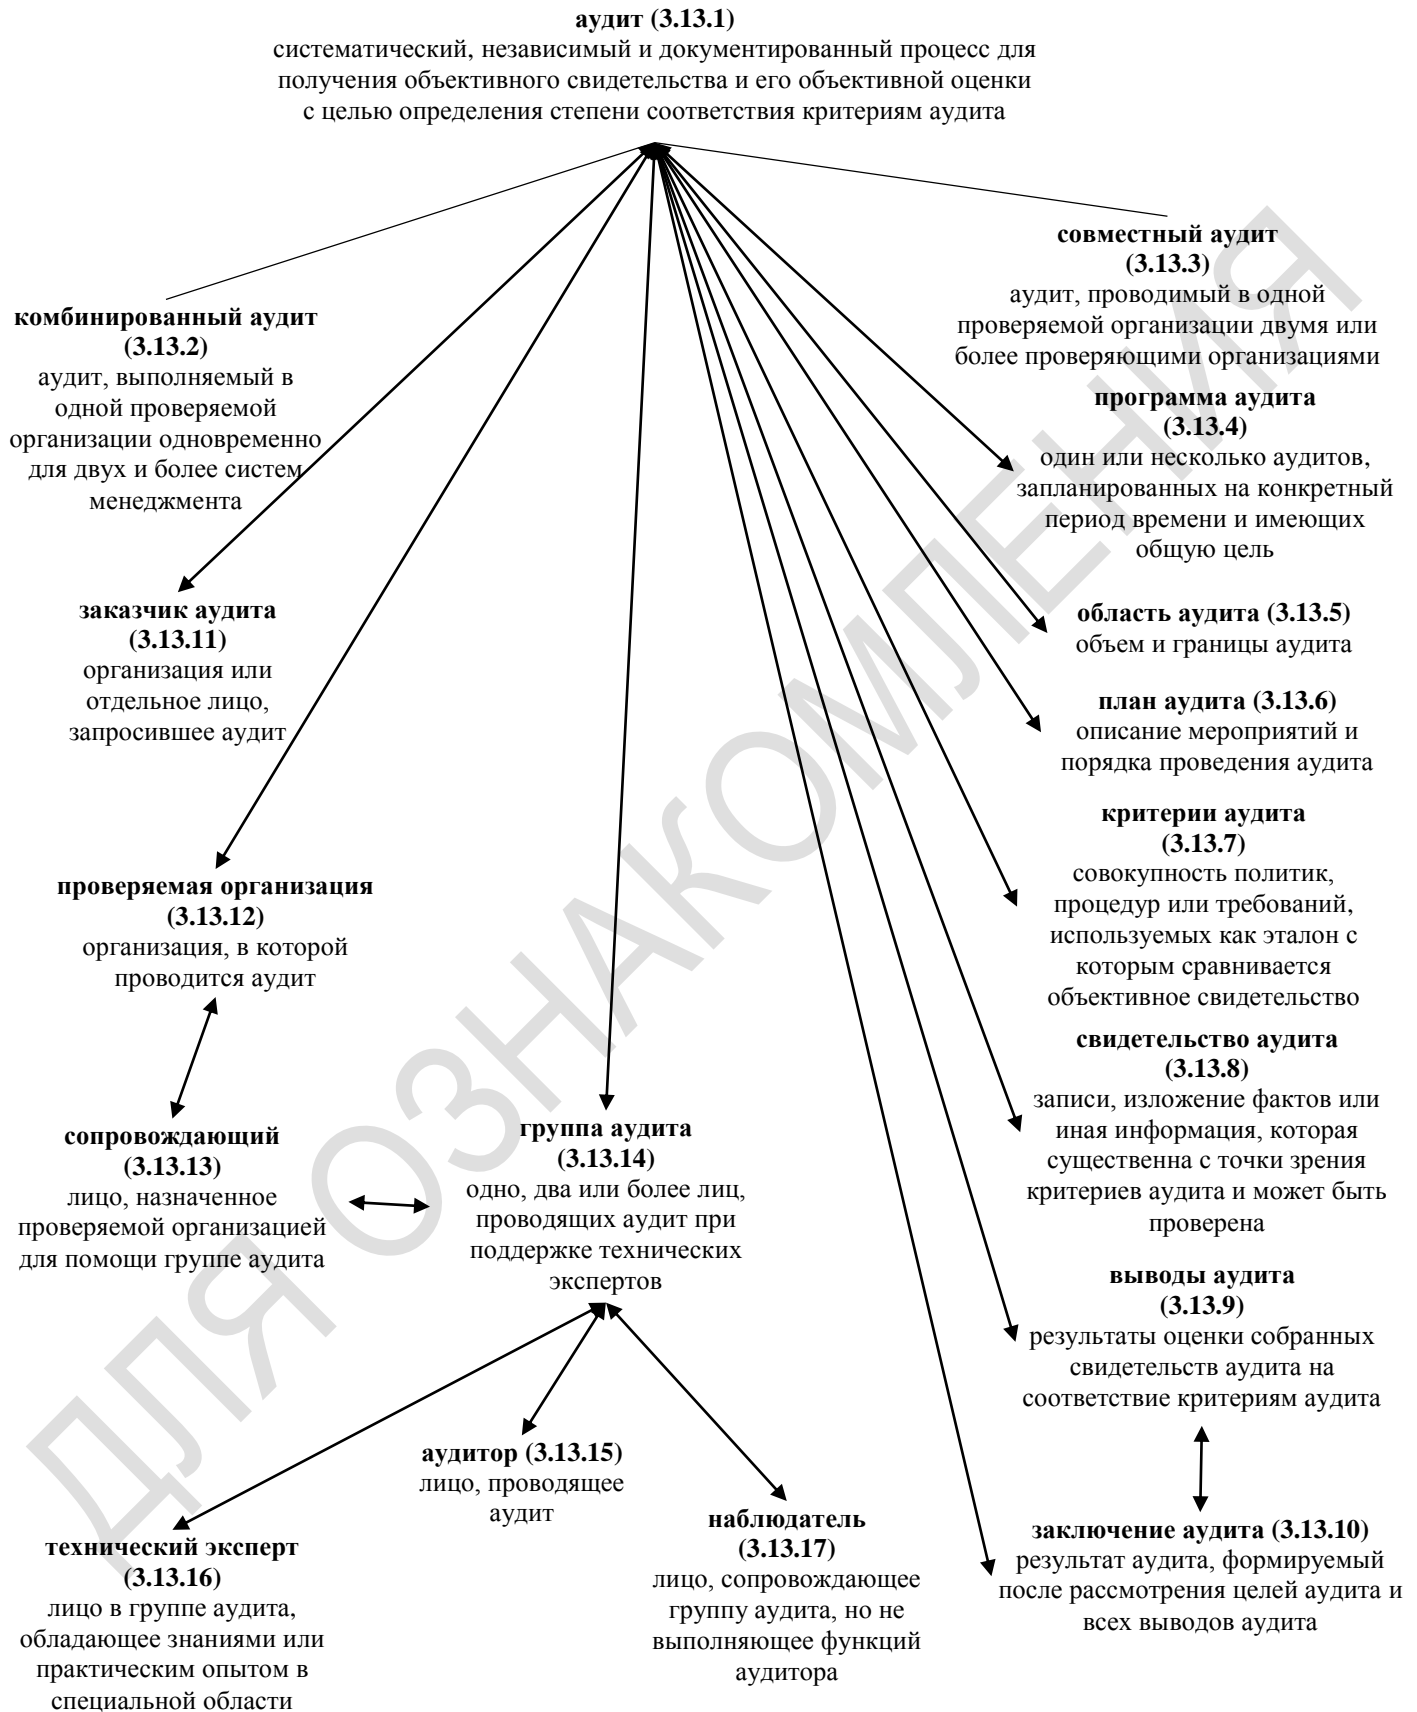 аудит (3.13.1)
систематический, независимый и документированный процесс для
получения объективного свидетельства и его объективной оценки
с целью определения степени соответствия критериям аудита
совместный аудит
(3.13.3)
аудит, проводимый в одной
проверяемой организации двумя или
более проверяющими организациями
комбинированный аудит
(3.13.2)
аудит, выполняемый в
одной проверяемой
организации одновременно
для двух и более систем
менеджмента
программа аудита
(3.13.4)
один или несколько аудитов,
запланированных на конкретный
период времени и имеющих
общую цель
заказчик аудита
(3.13.11)
организация или
отдельное лицо,
запросившее аудит
область аудита (3.13.5)
объем и границы аудита
план аудита (3.13.6)
описание мероприятий и
порядка проведения аудита
критерии аудита
(3.13.7)
совокупность политик,
процедур или требований,
используемых как эталон с
которым сравнивается
объективное свидетельство
проверяемая организация
(3.13.12)
организация, в которой
проводится аудит
свидетельство аудита
(3.13.8)
записи, изложение фактов или
иная информация, которая
существенна с точки зрения
критериев аудита и может быть
проверена
сопровождающий
(3.13.13)
лицо, назначенное
проверяемой организацией
для помощи группе аудита
группа аудита
(3.13.14)
одно, два или более лиц,
проводящих аудит при
поддержке технических
экспертов
выводы аудита
(3.13.9)
результаты оценки собранных
свидетельств аудита на
соответствие критериям аудита
аудитор (3.13.15)
лицо, проводящее
аудит
наблюдатель
(3.13.17)
лицо, сопровождающее
группу аудита, но не
выполняющее функций
аудитора
заключение аудита (3.13.10)
результат аудита, формируемый
после рассмотрения целей аудита и
всех выводов аудита
технический эксперт
(3.13.16)
лицо в группе аудита,
обладающее знаниями или
практическим опытом в
специальной области
ДЛЯ ОЗНАКОМЛЕНИЯ